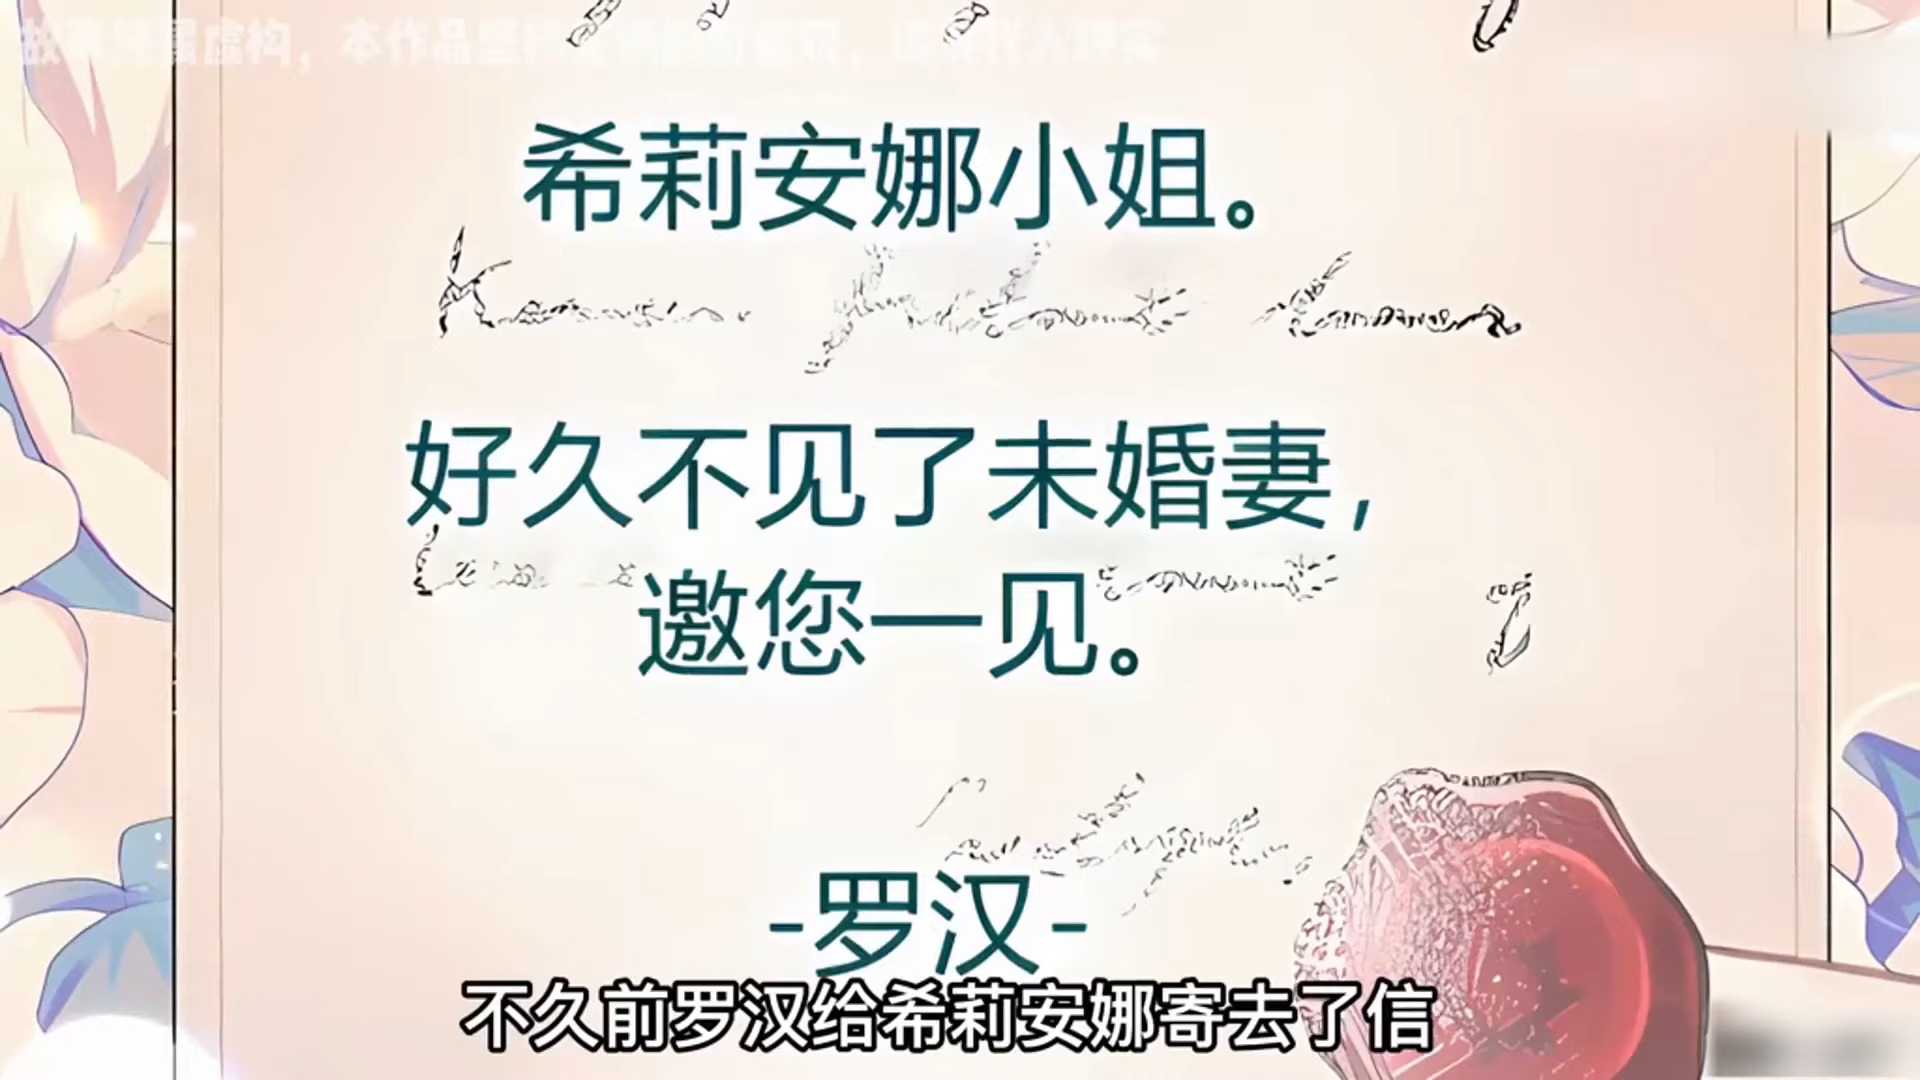 希莉安娜小姐。
好久不见了未婚妻，
邀您一见。
-罗汉-
不久前罗汉给希莉安娜寄去了信